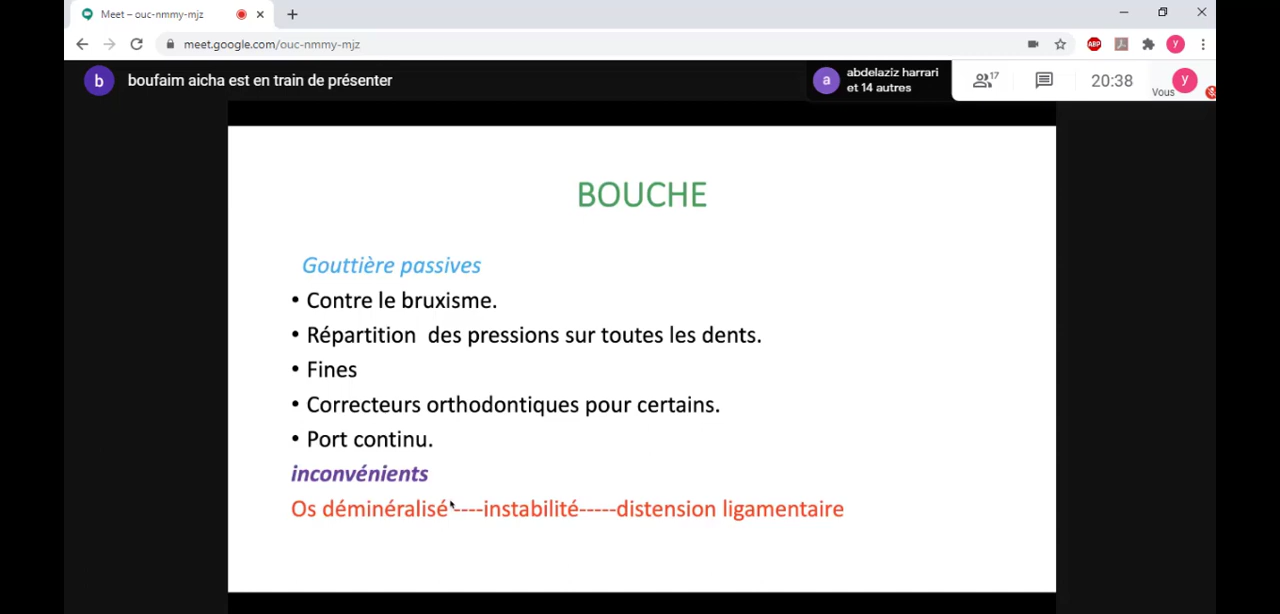 Meet – ouc-nmmy-mjz
meet.google.com/ouc-nmmy-mjz
ABP
y
b
boufaim aicha est en train de présenter
a
abdelaziz harrari
et 14 autres
17
20:38
Vous
y
BOUCHE
Gouttière passives
• Contre le bruxisme.
• Répartition des pressions sur toutes les dents.
• Fines
• Correcteurs orthodontiques pour certains.
• Port continu.
inconvénients
Os déminéralisé----instabilité-----distension ligamentaire